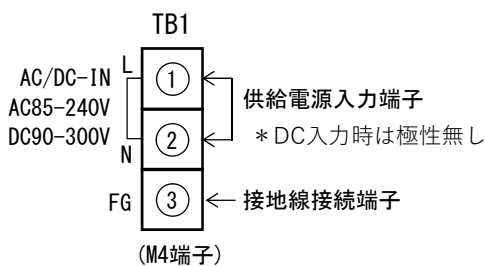 TB1
L
AC/DC-IN
AC85-240V
DC90-300V
N
①
②
供給電源入力端子
＊DC入力時は極性無し
FG
③
接地線接続端子
(M4端子)